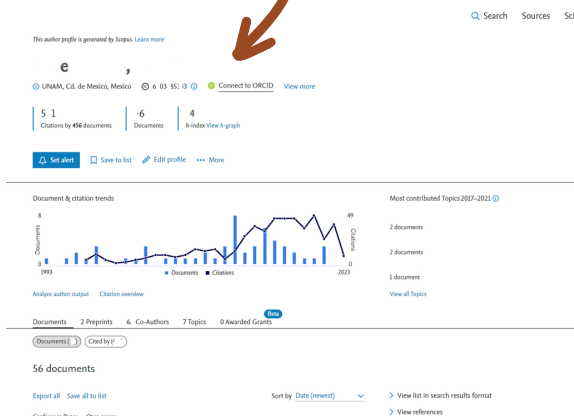 Search Sources
This author profile is generated by Scopus. Learn more
UNAM, Cd. de Mexico, Mexico Connect to ORCID View more
Citations by 456 documents
Documents
4
h-index View h-graph
Set alert Save to list Edit profile ••• More
Document & citation trends
Most contributed Topics 2017–2021
8
49
Documents
Citations
0
0
1993
2023
Documents Citations
2 documents
2 documents
1 document
Analyze author output Citation overview
View all Topics
Beta
Documents 2 Preprints 6 Co-Authors 7 Topics 0 Awarded Grants
Documents Cited by
56 documents
Export all Save all to list
Sort by Date (newest)
View list in search results format
View references